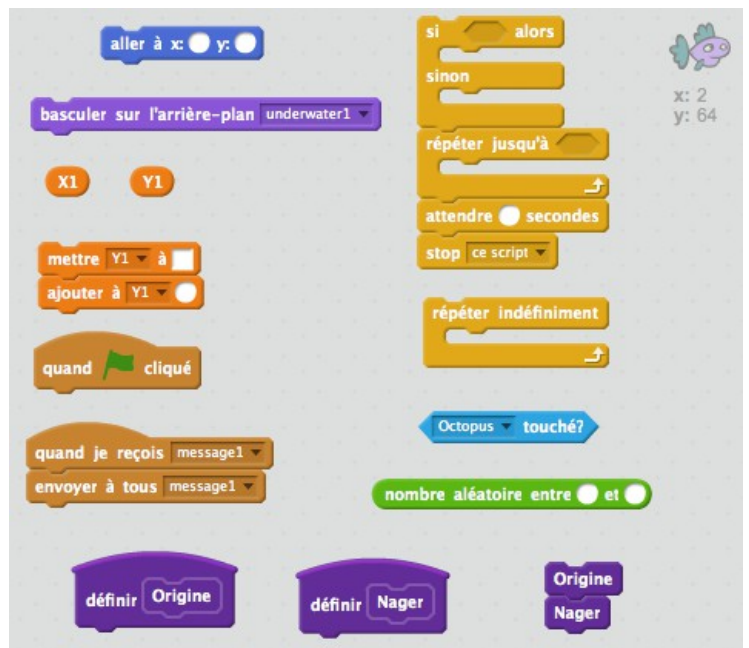 aller à x: y:
basculer sur l'arrière-plan underwater1
X1 Y1
mettre Y1 à
ajouter à Y1
quand cliqué
quand je reçois message1
envoyer à tous message1
définir Origine
définir Nager
si alors
sinon
répéter jusqu'à
attendre secondes
stop ce script
répéter indéfiniment
Octopus touché?
nombre aléatoire entre et
Origine
Nager
x: 2
y: 64